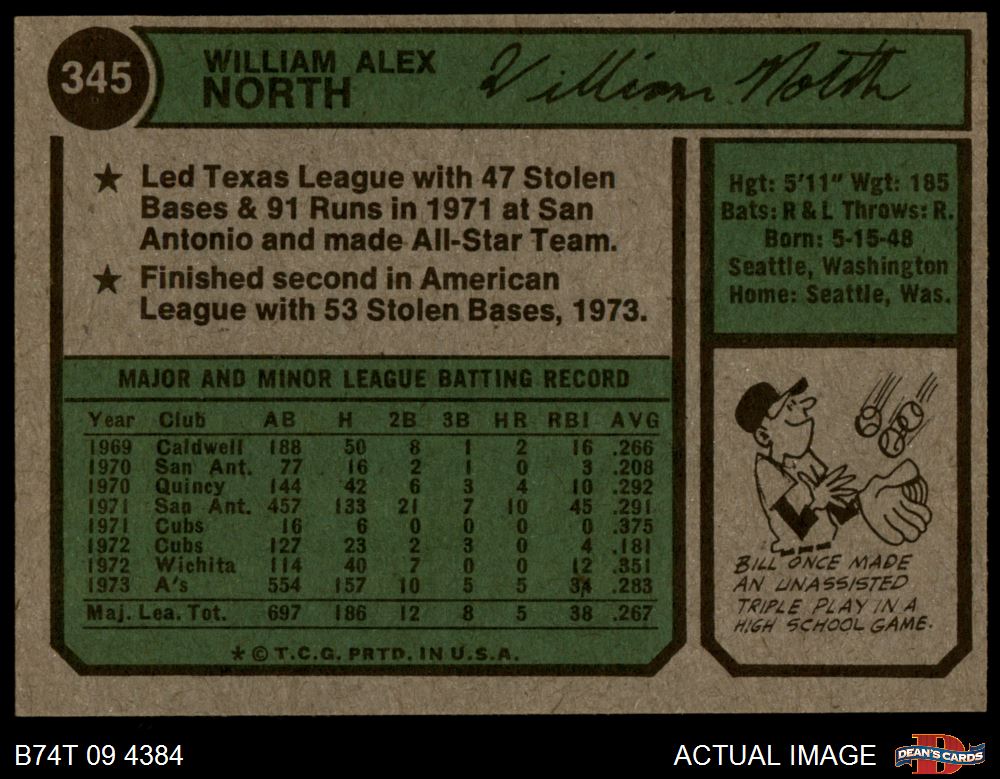 345
WILLIAM ALEX
NORTH
William North
★ Led Texas League with 47 Stolen
Bases & 91 Runs in 1971 at San
Antonio and made All-Star Team.
★ Finished second in American
League with 53 Stolen Bases, 1973.
Hgt: 5'11" Wgt: 185
Bats: R & L Throws: R.
Born: 5-15-48
Seattle, Washington
Home: Seattle, Was.
MAJOR AND MINOR LEAGUE BATTING RECORD
Year Club AB H 2B 3B HR RBI AVG
1969 Caldwell 188 50 8 1 2 16 .266
1970 San Ant. 77 16 2 1 0 3 .208
1970 Quincy 144 42 6 3 4 10 .292
1971 San Ant. 457 133 21 7 10 45 .291
1971 Cubs 16 6 0 0 0 0 .375
1972 Cubs 127 23 2 3 0 4 .181
1972 Wichita 114 40 7 0 0 12 .351
1973 A's 554 157 10 5 5 34 .283
Maj. Lea. Tot. 697 186 12 8 5 38 .267
* © T.C.G. PRTD. IN U.S.A.
BILL ONCE MADE
AN UNASSISTED
TRIPLE PLAY IN A
HIGH SCHOOL GAME.
B74T 09 4384
ACTUAL IMAGE
DEAN'S CARDS